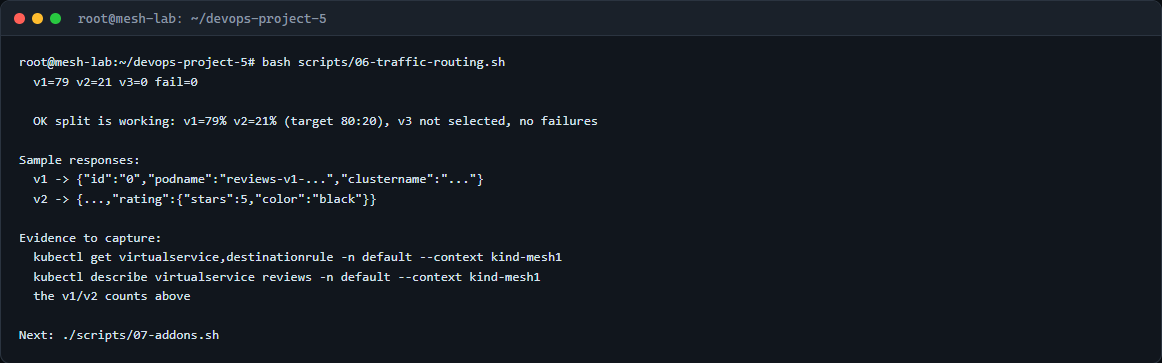 root@mesh-lab: ~/devops-project-5
root@mesh-lab:~/devops-project-5# bash scripts/06-traffic-routing.sh
v1=79 v2=21 v3=0 fail=0
OK split is working: v1=79% v2=21% (target 80:20), v3 not selected, no failures
Sample responses:
v1 -> {"id":"0","podname":"reviews-v1-...","clustername":"..."}
v2 -> {...,"rating":{"stars":5,"color":"black"}}
Evidence to capture:
kubectl get virtualservice,destinationrule -n default --context kind-mesh1
kubectl describe virtualservice reviews -n default --context kind-mesh1
the v1/v2 counts above
Next: ./scripts/07-addons.sh